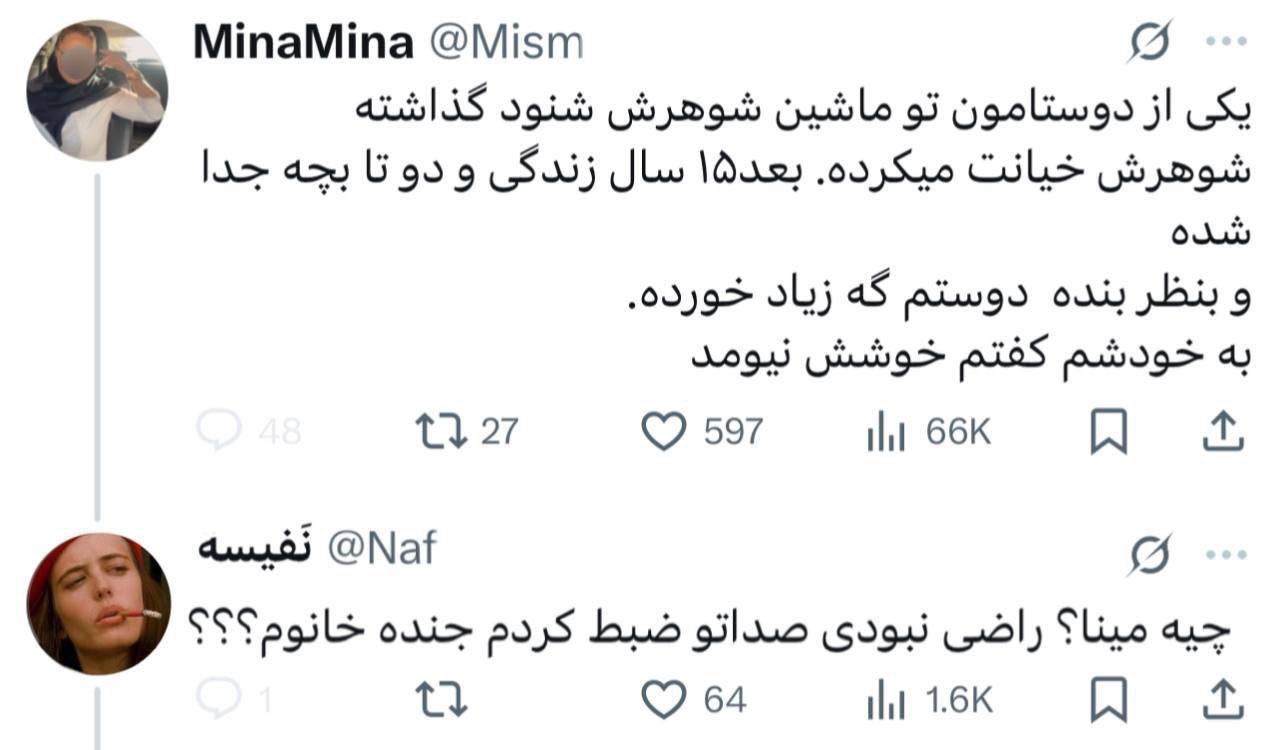 MinaMina @Mism
یکی از دوستامون تو ماشین شوهرش شنود گذاشته
شوهرش خیانت میکرده. بعد۱۵ سال زندگی و دو تا بچه جدا
شده
و بنظر بنده دوستم گه زیاد خورده.
به خودشم کفتم خوشش نیومد
48 27 597 66K
نَفیسه @Naf
چیه مینا؟ راضی نبودی صداتو ضبط کردم جنده خانوم؟؟؟
1 64 1.6K